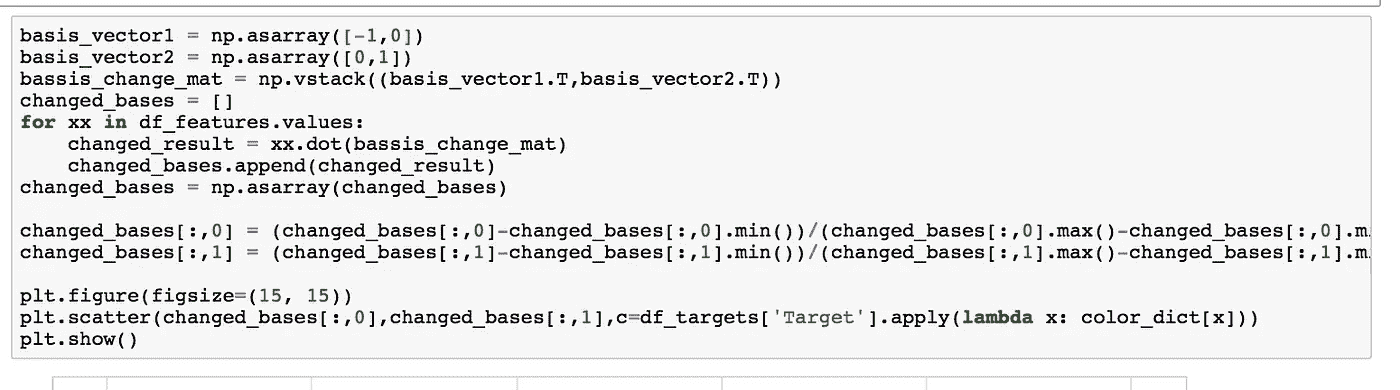 basis_vector1 = np.asarray([-1,0])
basis_vector2 = np.asarray([0,1])
bassis_change_mat = np.vstack((basis_vector1.T,basis_vector2.T))
changed_bases = []
for xx in df_features.values:
    changed_result = xx.dot(bassis_change_mat)
    changed_bases.append(changed_result)
changed_bases = np.asarray(changed_bases)
changed_bases[:,0] = (changed_bases[:,0]-changed_bases[:,0].min())/(changed_bases[:,0].max()-changed_bases[:,0].m
changed_bases[:,1] = (changed_bases[:,1]-changed_bases[:,1].min())/(changed_bases[:,1].max()-changed_bases[:,1].m
plt.figure(figsize=(15, 15))
plt.scatter(changed_bases[:,0],changed_bases[:,1],c=df_targets['Target'].apply(lambda x: color_dict[x]))
plt.show()